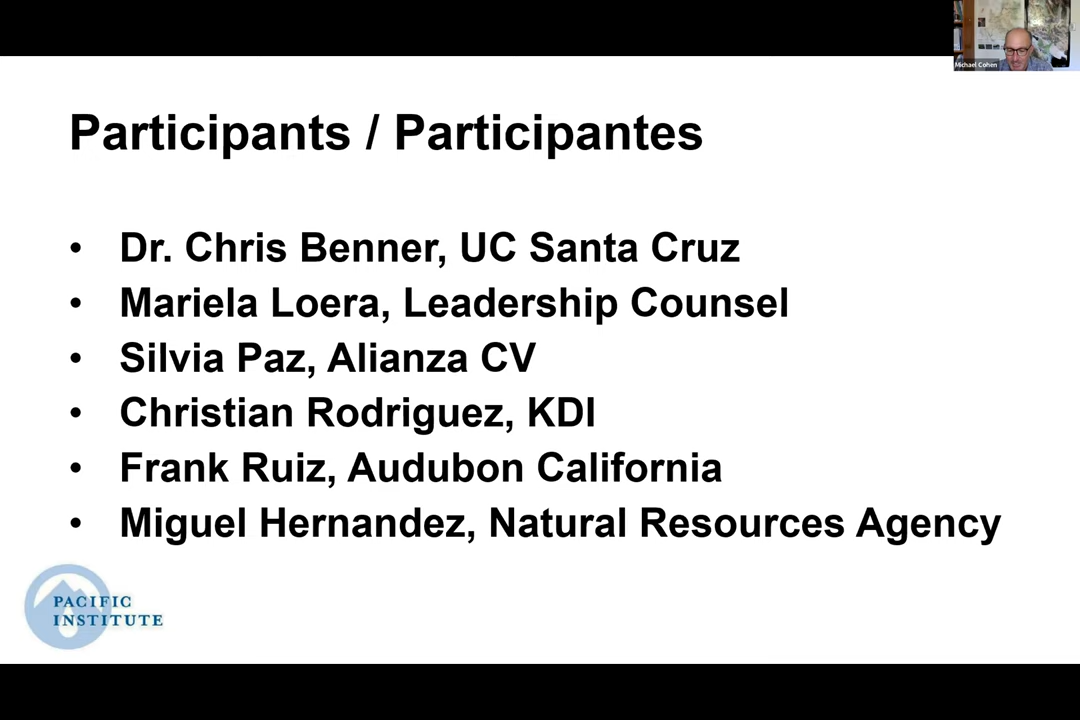 Michael Cohen
Participants / Participantes
• Dr. Chris Benner, UC Santa Cruz
• Mariela Loera, Leadership Counsel
• Silvia Paz, Alianza CV
• Christian Rodriguez, KDI
• Frank Ruiz, Audubon California
• Miguel Hernandez, Natural Resources Agency
PACIFIC
INSTITUTE